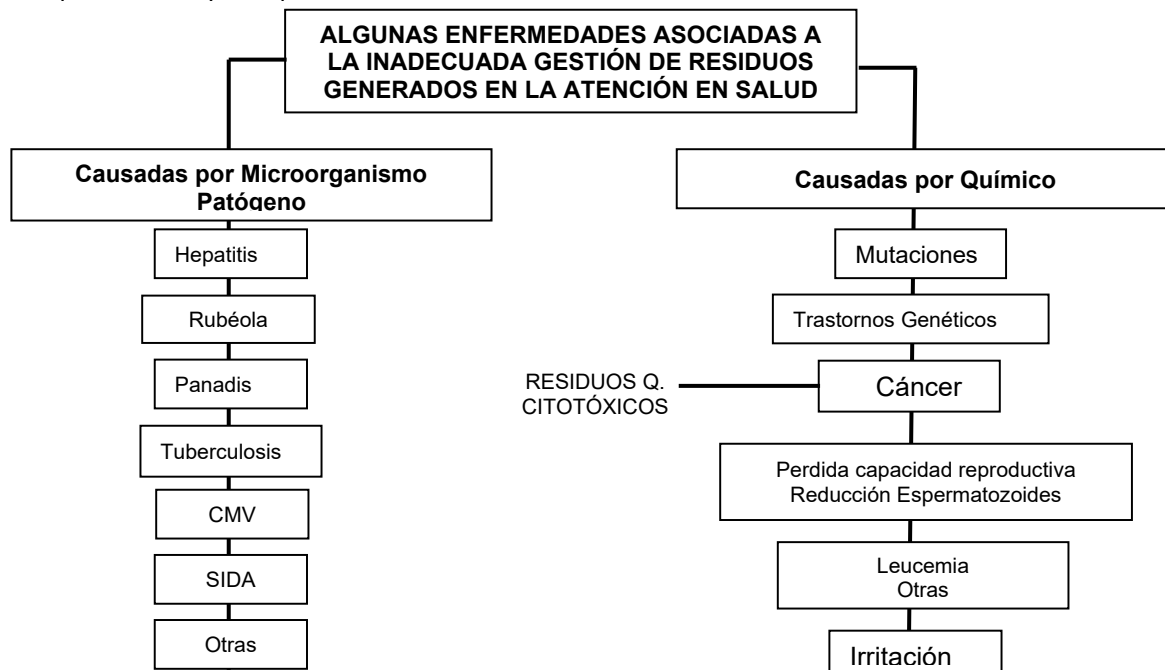 ALGUNAS ENFERMEDADES ASOCIADAS A
LA INADECUADA GESTIÓN DE RESIDUOS
GENERADOS EN LA ATENCIÓN EN SALUD
Causadas por Microorganismo
Patógeno
Hepatitis
Rubéola
Panadis
Tuberculosis
CMV
SIDA
Otras
Causadas por Químico
Mutaciones
Trastornos Genéticos
RESIDUOS Q.
CITOTÓXICOS
Cáncer
Perdida capacidad reproductiva
Reducción Espermatozoides
Leucemia
Otras
Irritación